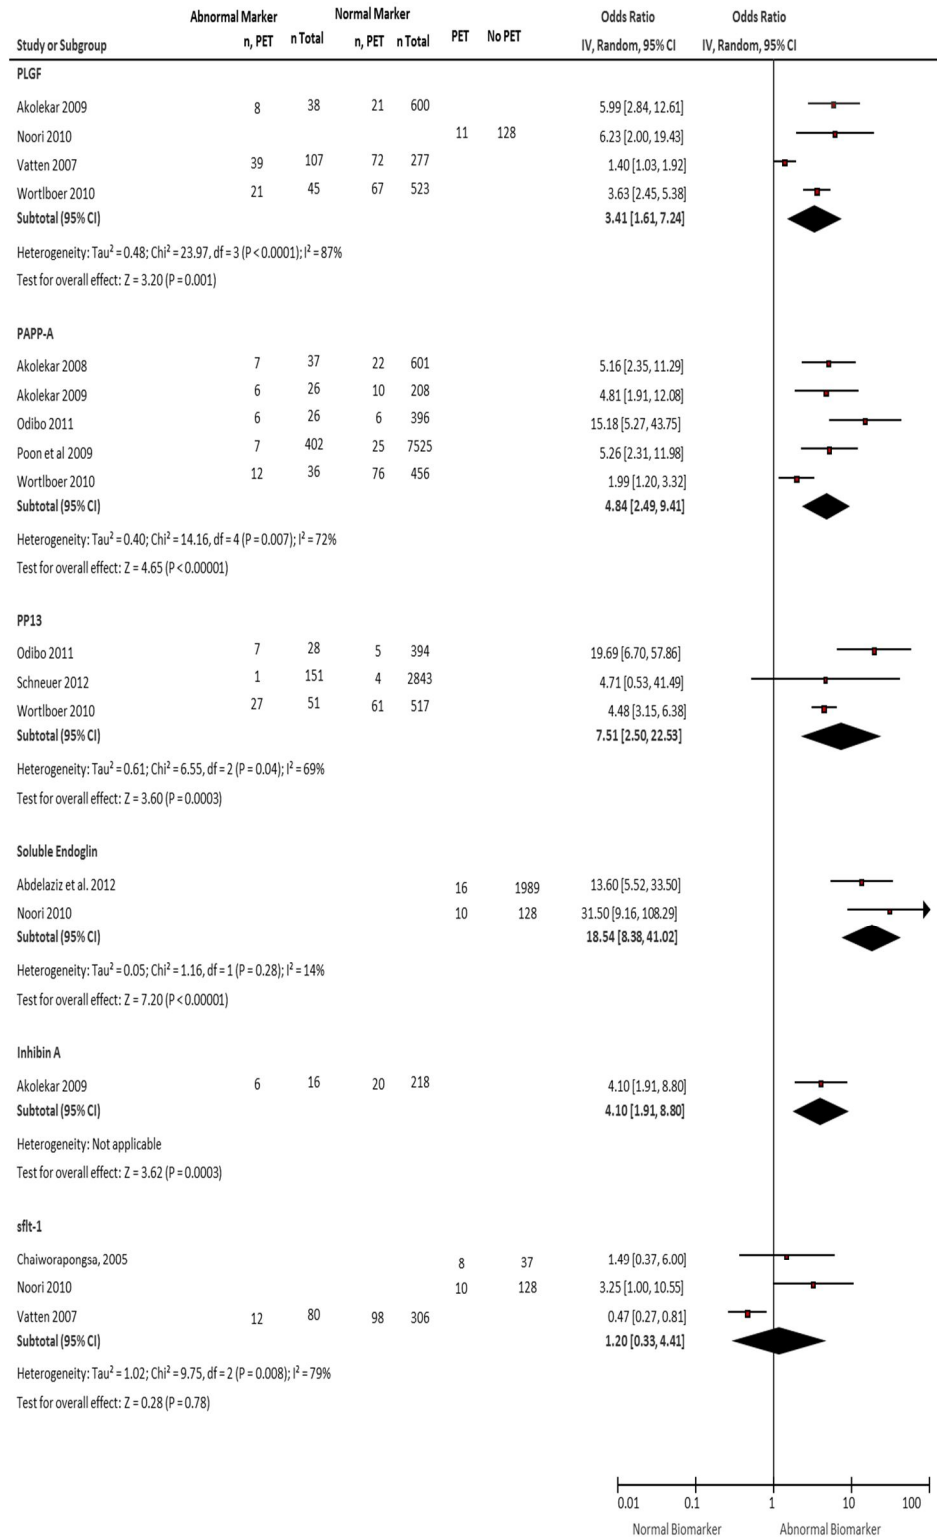 Abnormal Marker Normal Marker Odds Ratio Odds Ratio
Study or Subgroup n, PET n Total n, PET n Total PET No PET IV, Random, 95% CI IV, Random, 95% CI
PLGF
Akolekar 2009 8 38 21 600 5.99 [2.84, 12.61]
Noori 2010 11 128 6.23 [2.00, 19.43]
Vatten 2007 39 107 72 277 1.40 [1.03, 1.92]
Wortlboer 2010 21 45 67 523 3.63 [2.45, 5.38]
Subtotal (95% CI) 3.41 [1.61, 7.24]
Heterogeneity: Tau² = 0.48; Chi² = 23.97, df = 3 (P < 0.0001); I² = 87%
Test for overall effect: Z = 3.20 (P = 0.001)
PAPP-A
Akolekar 2008 7 37 22 601 5.16 [2.35, 11.29]
Akolekar 2009 6 26 10 208 4.81 [1.91, 12.08]
Odibo 2011 6 26 6 396 15.18 [5.27, 43.75]
Poon et al 2009 7 402 25 7525 5.26 [2.31, 11.98]
Wortlboer 2010 12 36 76 456 1.99 [1.20, 3.32]
Subtotal (95% CI) 4.84 [2.49, 9.41]
Heterogeneity: Tau² = 0.40; Chi² = 14.16, df = 4 (P = 0.007); I² = 72%
Test for overall effect: Z = 4.65 (P < 0.00001)
PP13
Odibo 2011 7 28 5 394 19.69 [6.70, 57.86]
Schneuer 2012 1 151 4 2843 4.71 [0.53, 41.49]
Wortlboer 2010 27 51 61 517 4.48 [3.15, 6.38]
Subtotal (95% CI) 7.51 [2.50, 22.53]
Heterogeneity: Tau² = 0.61; Chi² = 6.55, df = 2 (P = 0.04); I² = 69%
Test for overall effect: Z = 3.60 (P = 0.0003)
Soluble Endoglin
Abdelaziz et al. 2012 16 1989 13.60 [5.52, 33.50]
Noori 2010 10 128 31.50 [9.16, 108.29]
Subtotal (95% CI) 18.54 [8.38, 41.02]
Heterogeneity: Tau² = 0.05; Chi² = 1.16, df = 1 (P = 0.28); I² = 14%
Test for overall effect: Z = 7.20 (P < 0.00001)
Inhibin A
Akolekar 2009 6 16 20 218 4.10 [1.91, 8.80]
Subtotal (95% CI) 4.10 [1.91, 8.80]
Heterogeneity: Not applicable
Test for overall effect: Z = 3.62 (P = 0.0003)
sflt-1
Chaiworapongsa, 2005 8 37 1.49 [0.37, 6.00]
Noori 2010 10 128 3.25 [1.00, 10.55]
Vatten 2007 12 80 98 306 0.47 [0.27, 0.81]
Subtotal (95% CI) 1.20 [0.33, 4.41]
Heterogeneity: Tau² = 1.02; Chi² = 9.75, df = 2 (P = 0.008); I² = 79%
Test for overall effect: Z = 0.28 (P = 0.78)
0.01 0.1 1 10 100
Normal Biomarker Abnormal Biomarker